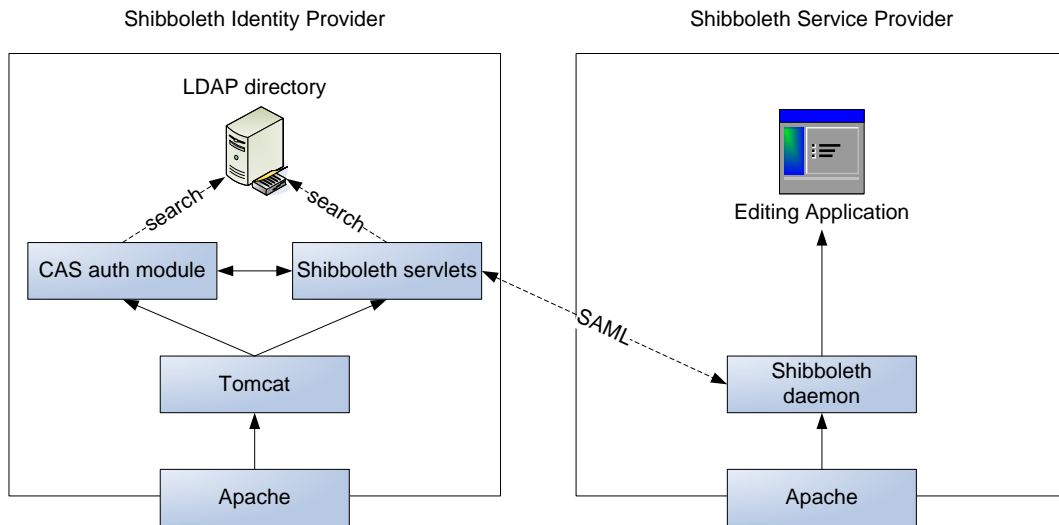 Shibboleth Identity Provider
Shibboleth Service Provider
LDAP directory
search
search
CAS auth module
Shibboleth servlets
Tomcat
Apache
SAML
Editing Application
Shibboleth
daemon
Apache